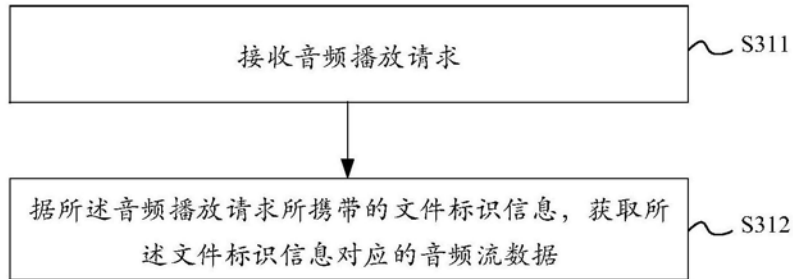 接收音频播放请求
S311
据所述音频播放请求所携带的文件标识信息，获取所
述文件标识信息对应的音频流数据
S312